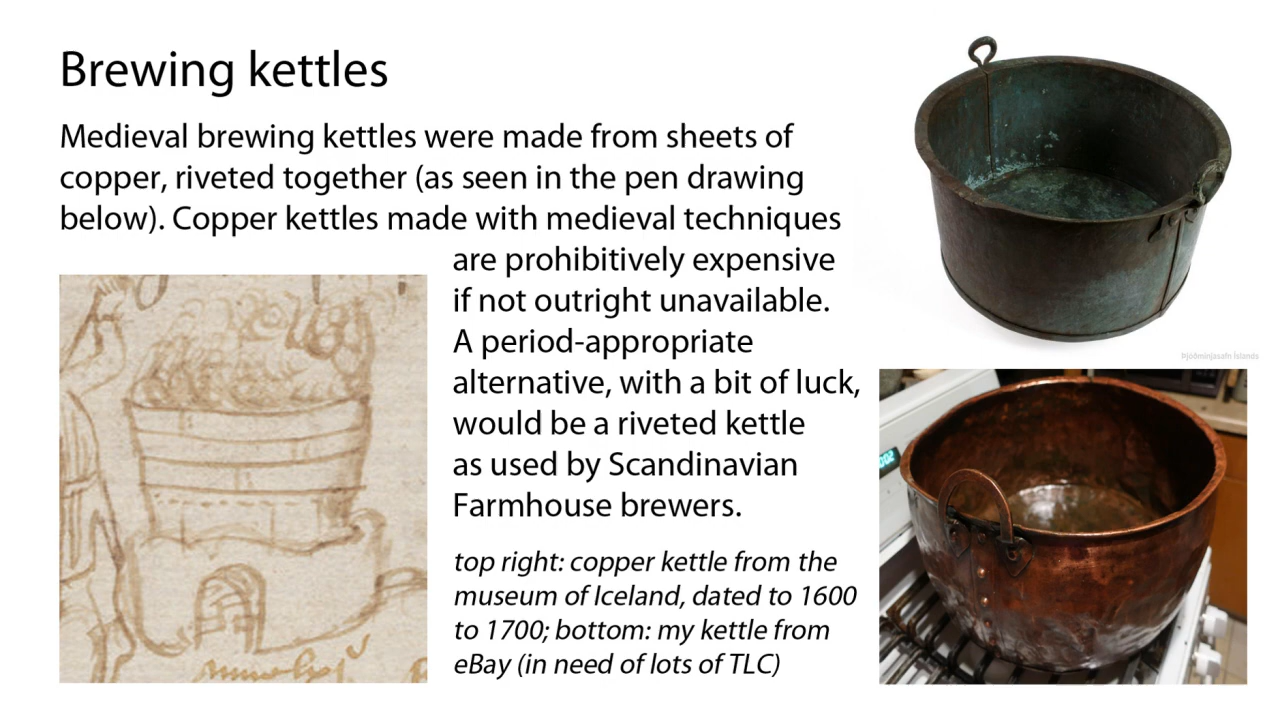 Brewing kettles
Medieval brewing kettles were made from sheets of
copper, riveted together (as seen in the pen drawing
below). Copper kettles made with medieval techniques
are prohibitively expensive
if not outright unavailable.
A period-appropriate
alternative, with a bit of luck,
would be a riveted kettle
as used by Scandinavian
Farmhouse brewers.
top right: copper kettle from the
museum of Iceland, dated to 1600
to 1700; bottom: my kettle from
eBay (in need of lots of TLC)
Þjóðminjasafn Íslands